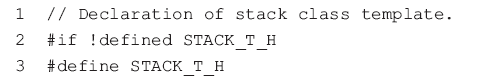 1 // Declaration of stack class template.
2 #if !defined STACK_T_H
3 #define STACK_T_H